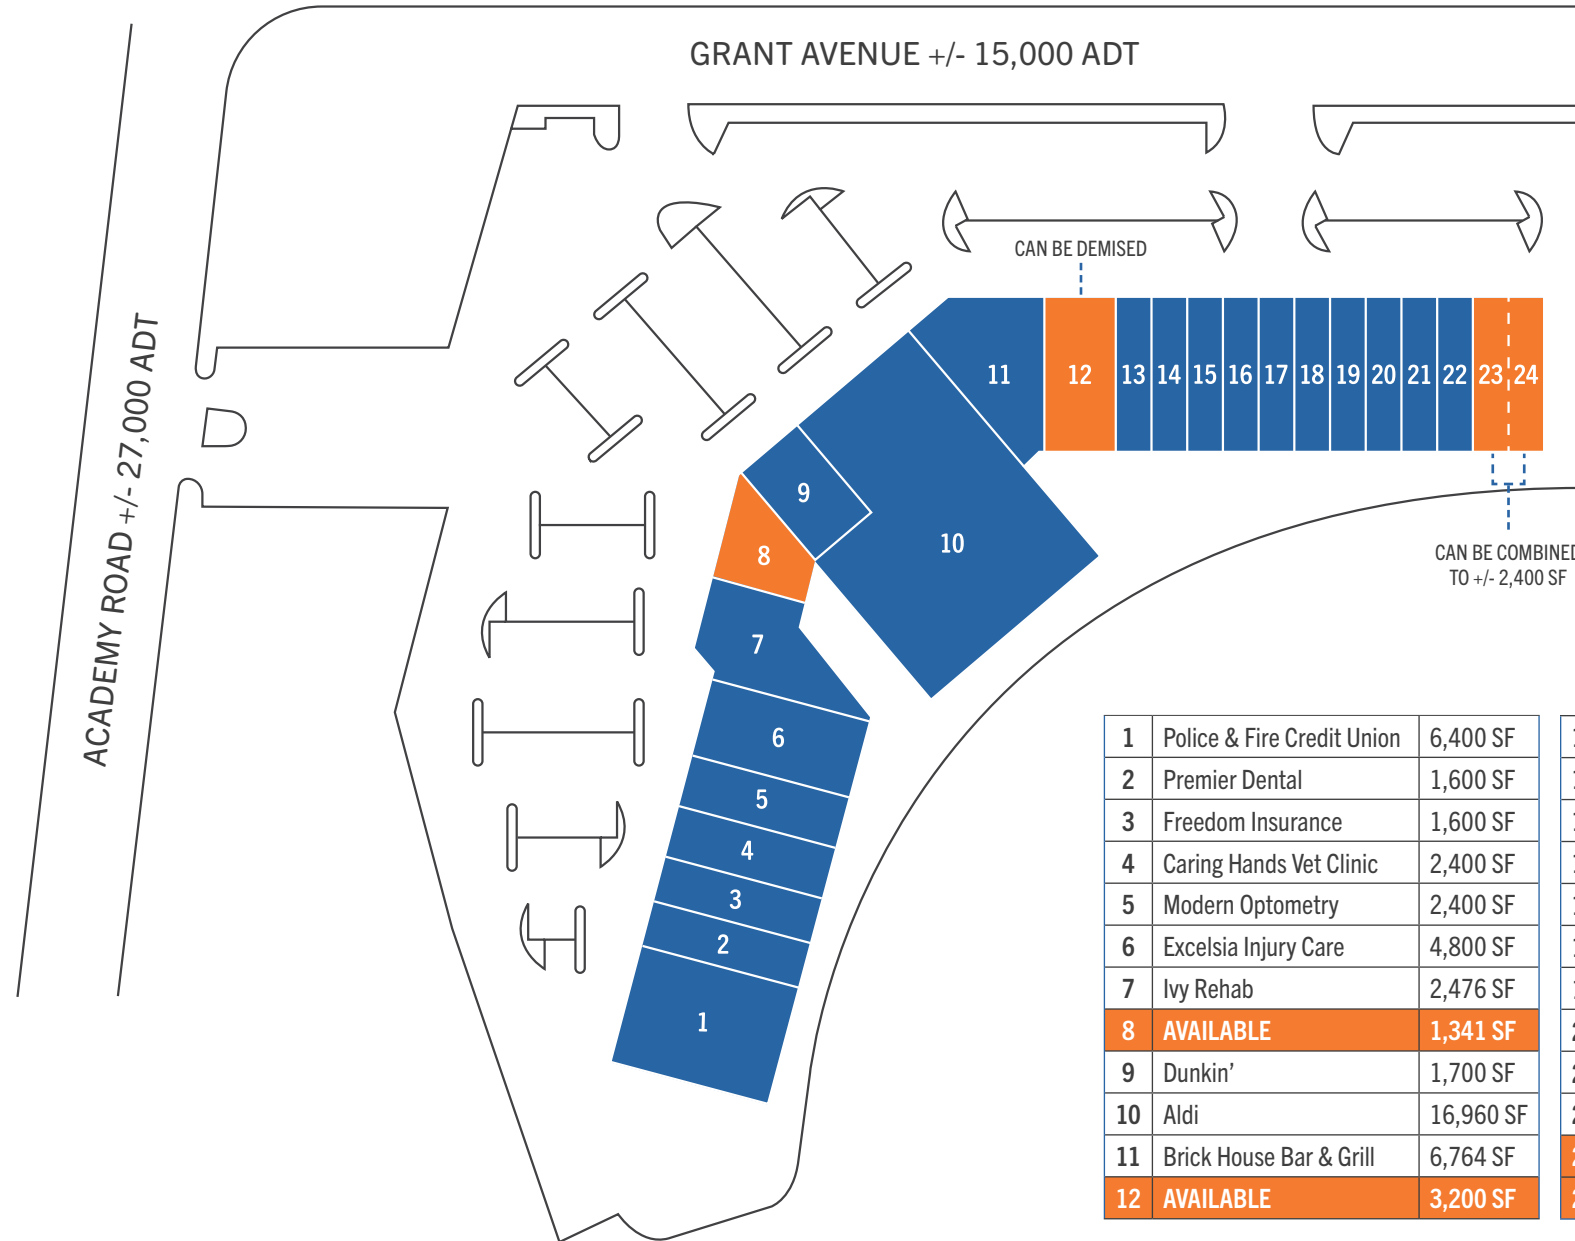 GRANT AVENUE +/- 15,000 ADT
ACADEMY ROAD +/- 27,000 ADT
CAN BE DEMISED
11
12
13
14
15
16
17
18
19
20
21
22
23
24
9
10
8
7
6
5
4
3
2
1
CAN BE COMBINED
TO +/- 2,400 SF
1 Police & Fire Credit Union 6,400 SF
2 Premier Dental 1,600 SF
3 Freedom Insurance 1,600 SF
4 Caring Hands Vet Clinic 2,400 SF
5 Modern Optometry 2,400 SF
6 Excelsia Injury Care 4,800 SF
7 Ivy Rehab 2,476 SF
8 AVAILABLE 1,341 SF
9 Dunkin’ 1,700 SF
10 Aldi 16,960 SF
11 Brick House Bar & Grill 6,764 SF
12 AVAILABLE 3,200 SF